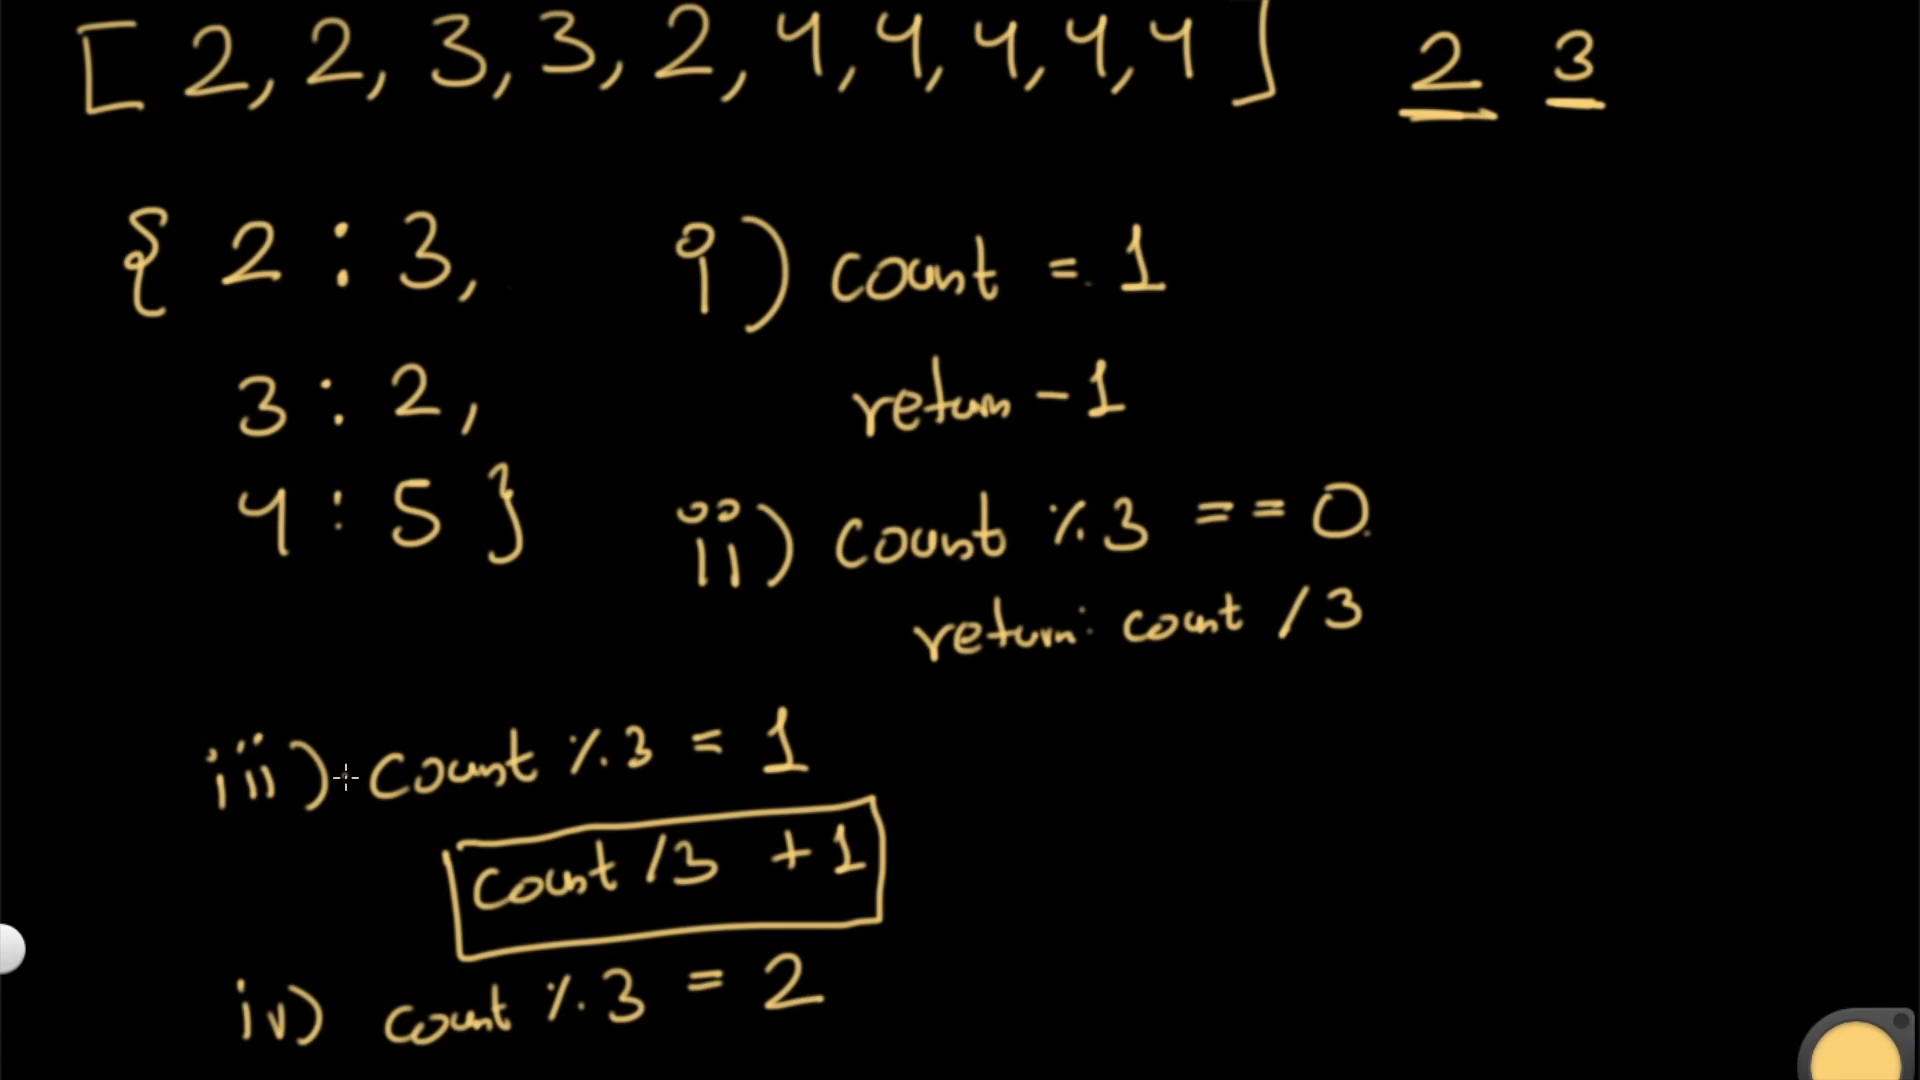 [ 2, 2, 3, 3, 2, 4, 4, 4, 4, 4 ] 2 3
{ 2 : 3,
3 : 2,
4 : 5 }
i) count = 1
return -1
ii) count % 3 == 0
return count / 3
iii) count % 3 = 1
count / 3 + 1
iv) count % 3 = 2